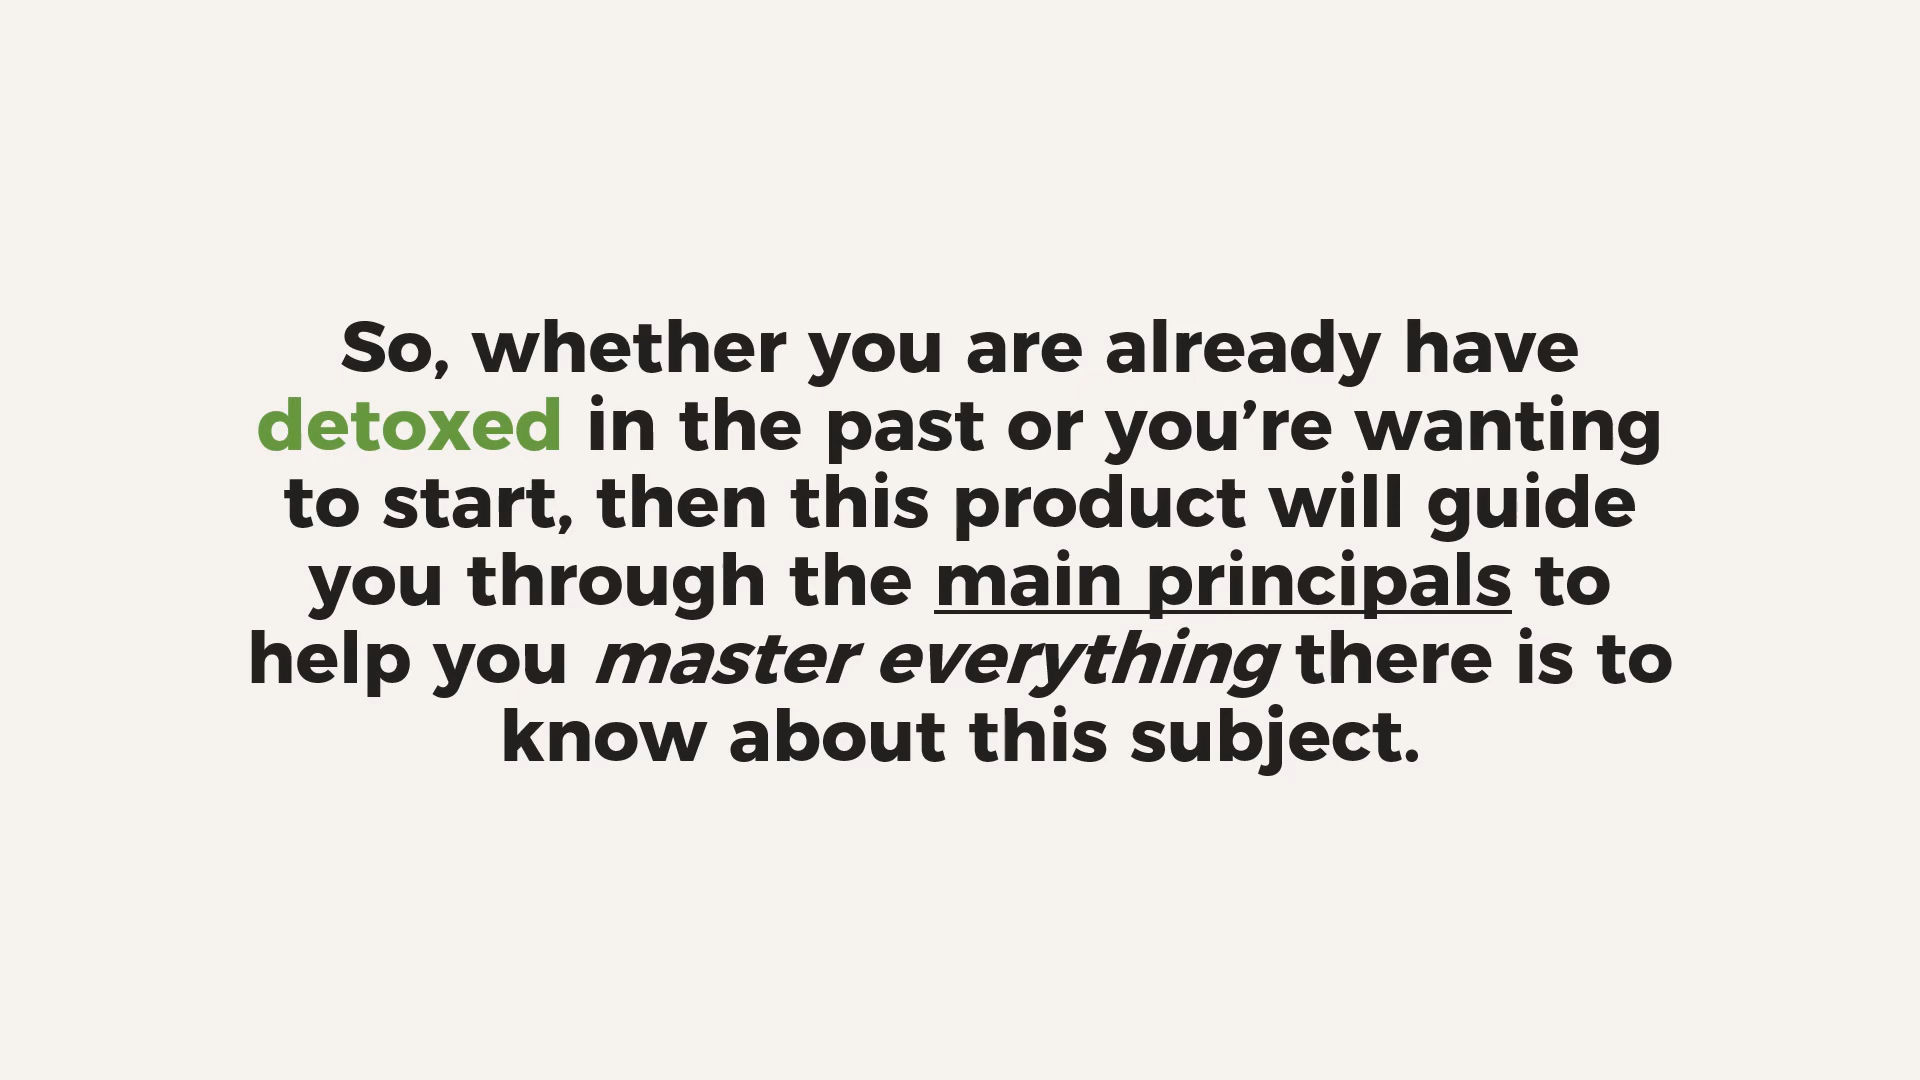 So, whether you are already have
detoxed in the past or you’re wanting
to start, then this product will guide
you through the main principals to
help you master everything there is to
know about this subject.